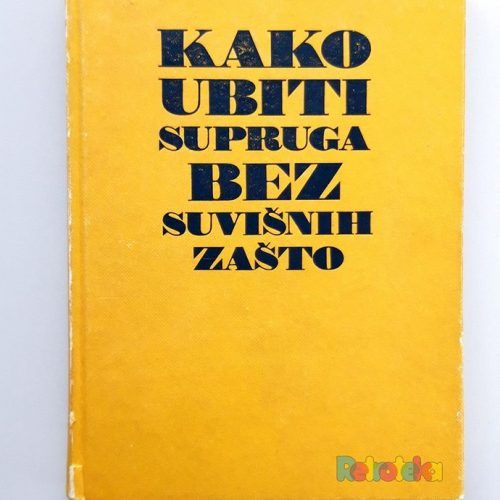 KAKO
UBITI
SUPRUGA
BEZ
SUVIŠNIH
ZAŠTO
Retroteka